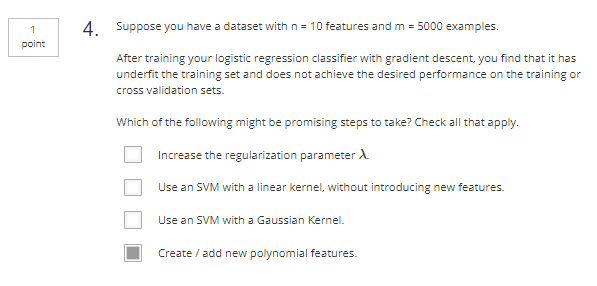 1
point
4.
Suppose you have a dataset with n = 10 features and m = 5000 examples.
After training your logistic regression classifier with gradient descent, you find that it has
underfit the training set and does not achieve the desired performance on the training or
cross validation sets.
Which of the following might be promising steps to take? Check all that apply.
Increase the regularization parameter λ.
Use an SVM with a linear kernel, without introducing new features.
Use an SVM with a Gaussian Kernel.
Create / add new polynomial features.